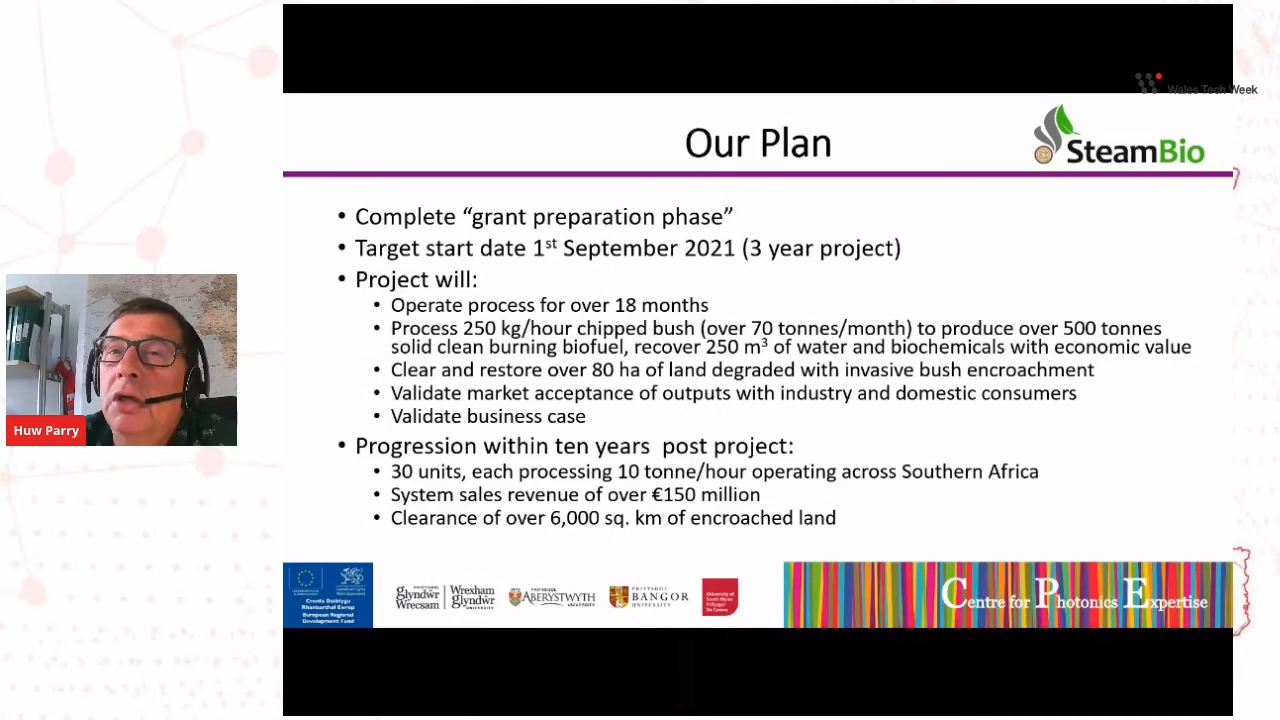 Wales Tech Week
Our Plan
SteamBio
• Complete “grant preparation phase”
• Target start date 1st September 2021 (3 year project)
• Project will:
• Operate process for over 18 months
• Process 250 kg/hour chipped bush (over 70 tonnes/month) to produce over 500 tonnes
solid clean burning biofuel, recover 250 m³ of water and biochemicals with economic value
• Clear and restore over 80 ha of land degraded with invasive bush encroachment
• Validate market acceptance of outputs with industry and domestic consumers
• Validate business case
• Progression within ten years  post project:
• 30 units, each processing 10 tonne/hour operating across Southern Africa
• System sales revenue of over €150 million
• Clearance of over 6,000 sq. km of encroached land
Huw Parry
Cronfa Datblygu
Rhanbarthol Ewrop
European Regional
Development Fund
PRIFYSGOL
glyndŵr
Wrecsam
Wrexham
glyndŵr
UNIVERSITY
PRIFYSGOL
ABERYSTWYTH
UNIVERSITY
PRIFYSGOL
BANGOR
UNIVERSITY
University of
South Wales
Prifysgol
De Cymru
Centre for Photonics Expertise